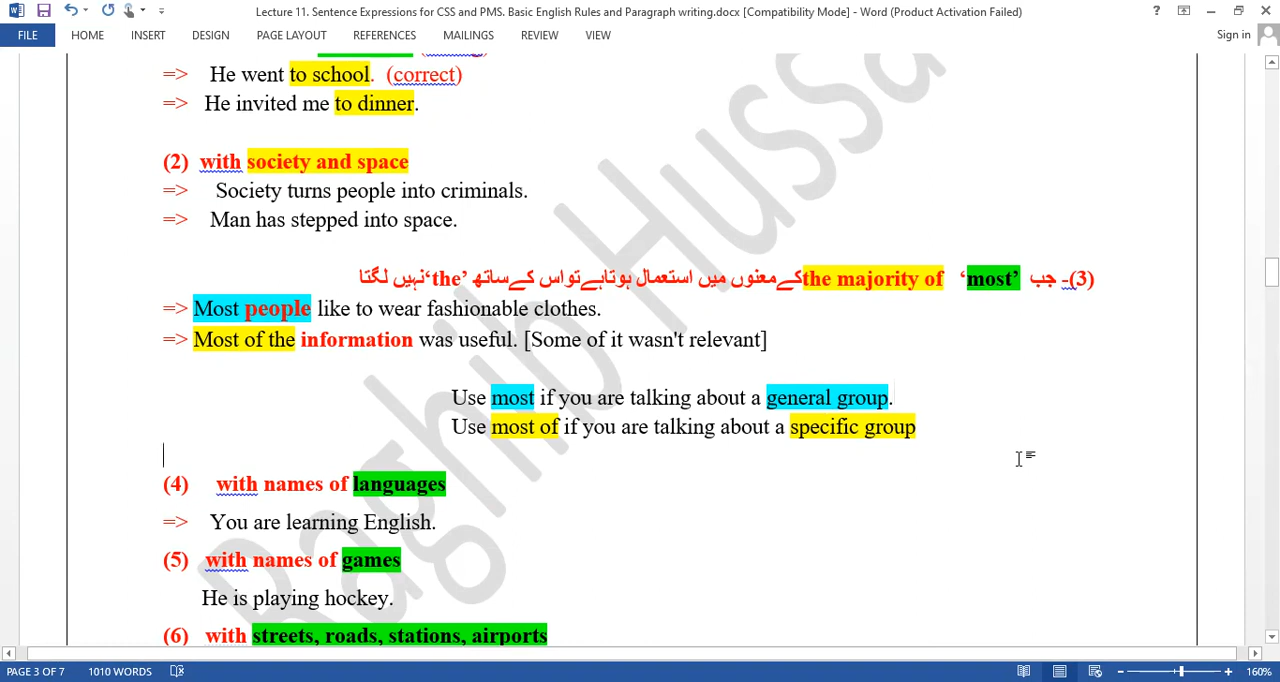 Lecture 11. Sentence Expressions for CSS and PMS. Basic English Rules and Paragraph writing.docx [Compatibility Mode] - Word (Product Activation Failed)
FILE HOME INSERT DESIGN PAGE LAYOUT REFERENCES MAILINGS REVIEW VIEW Sign in
=> He went to school. (correct)
=> He invited me to dinner.
(2) with society and space
=> Society turns people into criminals.
=> Man has stepped into space.
(3)- جب ‘most’ the majority of کے معنوں میں استعمال ہوتا ہے تو اس کے ساتھ ‘the’ نہیں لگتا
=> Most people like to wear fashionable clothes.
=> Most of the information was useful. [Some of it wasn't relevant]
Use most if you are talking about a general group.
Use most of if you are talking about a specific group
(4) with names of languages
=> You are learning English.
(5) with names of games
He is playing hockey.
(6) with streets, roads, stations, airports
Raghib Hussa
PAGE 3 OF 7 1010 WORDS 160%